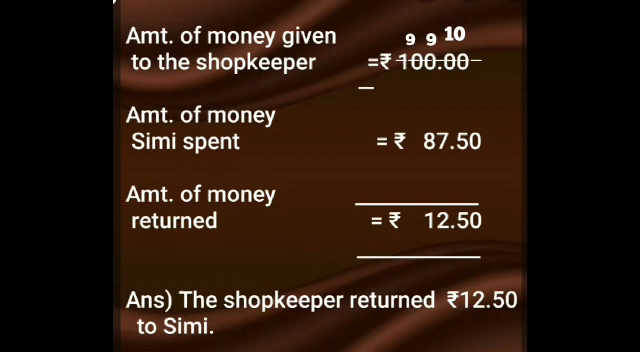 Amt. of money given 9 9 10
to the shopkeeper =₹ 100.00
−
Amt. of money
Simi spent = ₹ 87.50
Amt. of money
returned = ₹ 12.50
Ans) The shopkeeper returned ₹12.50
to Simi.